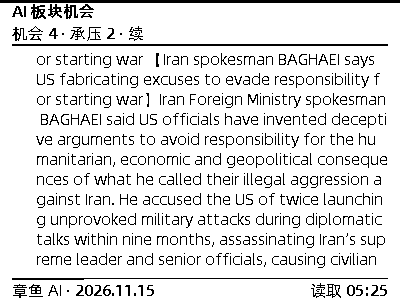 AI 板块机会
机会 4 · 承压 2 · 续
or starting war【Iran spokesman BAGHAEI says
US fabricating excuses to evade responsibility f
or starting war】Iran Foreign Ministry spokesman
BAGHAEI said US officials have invented decepti
ve arguments to avoid responsibility for the hu
manitarian, economic and geopolitical conseque
nces of what he called their illegal aggression a
gainst Iran. He accused the US of twice launchin
g unprovoked military attacks during diplomatic
talks within nine months, assassinating Iran's sup
reme leader and senior officials, causing civilian
章鱼 AI · 2026.11.15
读取 05:25